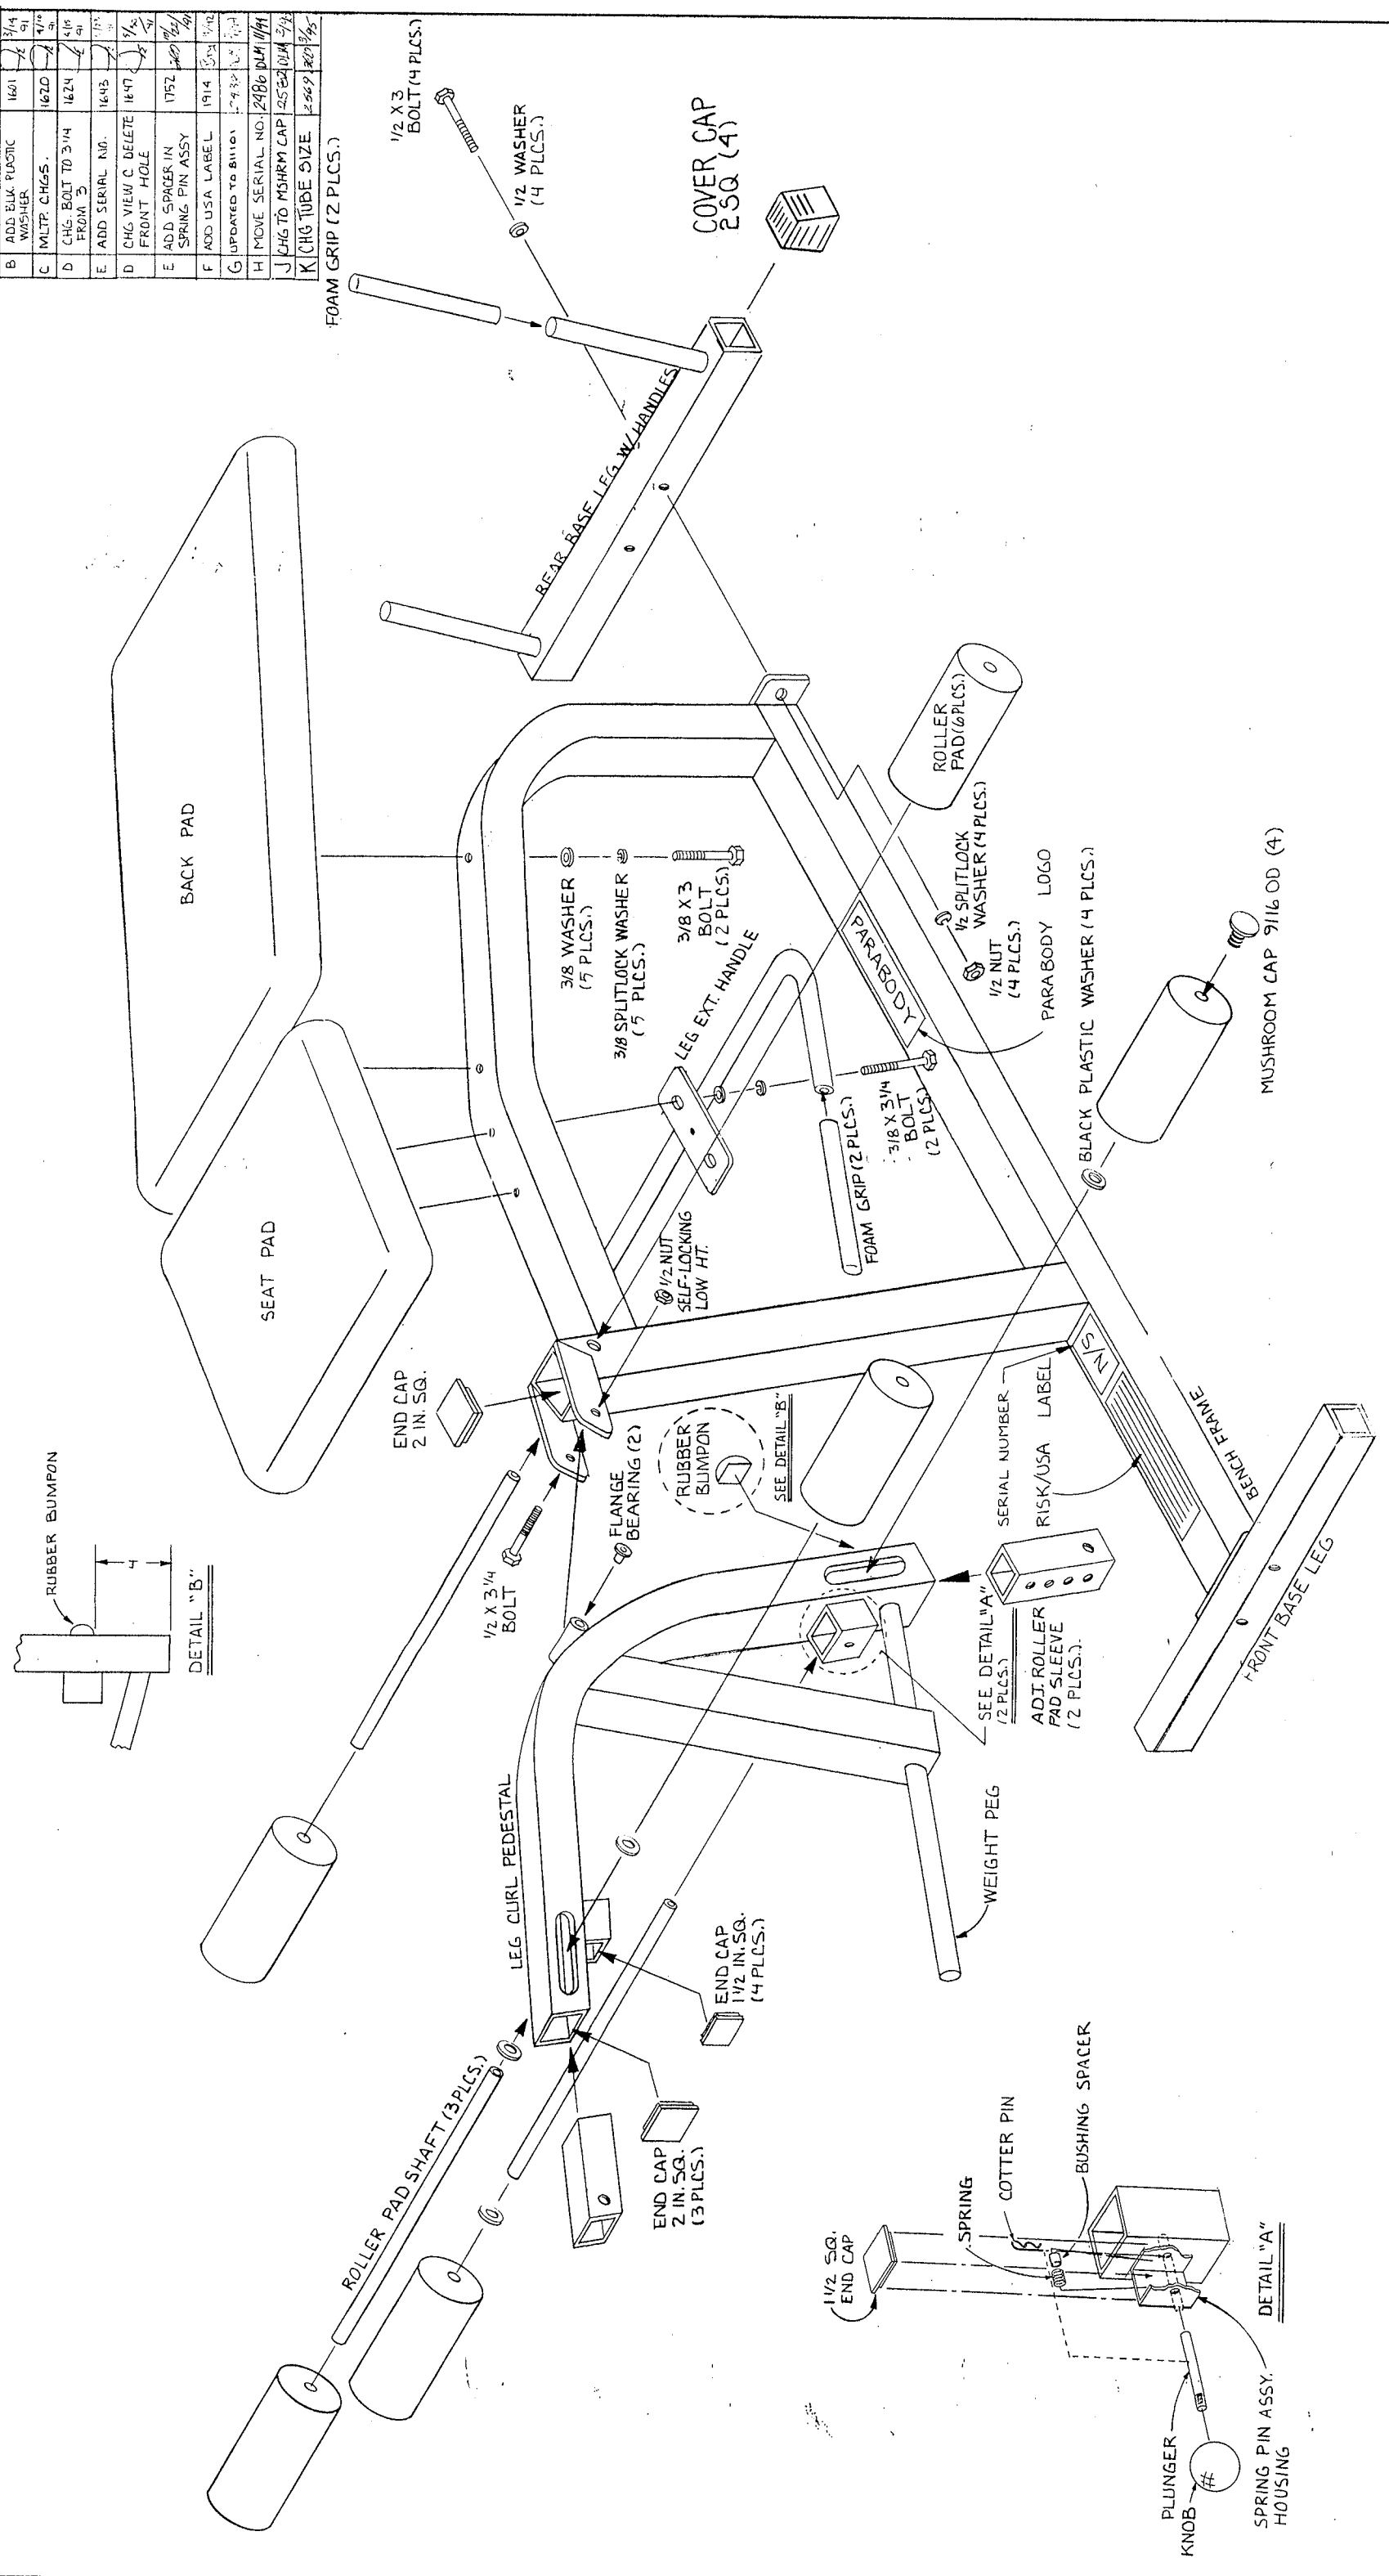 B ADD BLK. PLASTIC WASHER 1601 3/19 91
C MLTP. CHGS. 1620
D CHG. BOLT TO 3 1/4 FROM 3 1624
E ADD SERIAL NO. 1643
D CHG VIEW C DELETE FRONT HOLE 1647
E ADD SPACER IN SPRING PIN ASSY 1752
F ADD USA LABEL 1914
G UPDATED TO 811101
H MOVE SERIAL NO. 2486 DLM
J CHG TO MSHRM CAP 2582 DLM
K CHG TUBE SIZE 2569
FOAM GRIP (2 PLCS.)
1/2 X 3
BOLT (4 PLCS.)
1/2 WASHER
(4 PLCS.)
COVER CAP
2 SQ (4)
REAR BASE LEG W/ HANDLES
BACK PAD
SEAT PAD
3/8 WASHER
(5 PLCS.)
3/8 SPLITLOCK WASHER
(5 PLCS.)
3/8 X 3
BOLT
(2 PLCS.)
LEG EXT. HANDLE
ROLLER
PAD (6 PLCS.)
1/2 SPLITLOCK
WASHER (4 PLCS.)
1/2 NUT
(4 PLCS.)
PARABODY
PARABODY LOGO
FOAM GRIP (2 PLCS.)
3/8 X 3 1/4
BOLT
(2 PLCS.)
BLACK PLASTIC WASHER (4 PLCS.)
MUSHROOM CAP 9/16 OD (4)
1/2 NUT
SELF-LOCKING
LOW HT.
END CAP
2 IN. SQ.
RUBBER BUMPON
4
DETAIL "B"
1/2 X 3 1/4
BOLT
FLANGE
BEARING (2)
RUBBER
BUMPON
SEE DETAIL "B"
SERIAL NUMBER
RISK/USA LABEL
S/N
BENCH FRAME
FRONT BASE LEG
SEE DETAIL "A"
(2 PLCS.)
ADJ. ROLLER
PAD SLEEVE
(2 PLCS.)
LEG CURL PEDESTAL
WEIGHT PEG
END CAP
1 1/2 IN. SQ.
(4 PLCS.)
ROLLER PAD SHAFT (3 PLCS.)
END CAP
2 IN. SQ.
(3 PLCS.)
1 1/2 SQ.
END CAP
SPRING
COTTER PIN
BUSHING SPACER
DETAIL "A"
PLUNGER
KNOB
#
SPRING PIN ASSY.
HOUSING